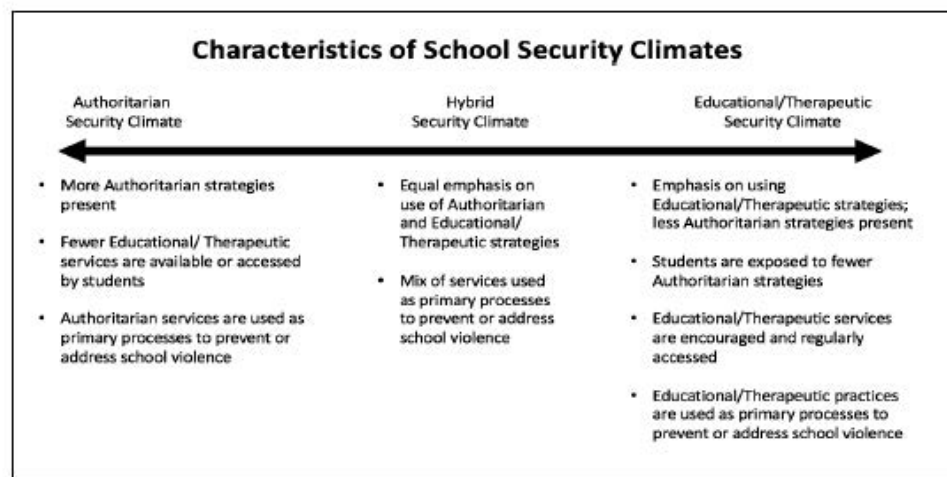 Characteristics of School Security Climates
Authoritarian
Security Climate
Hybrid
Security Climate
Educational/Therapeutic
Security Climate
• More Authoritarian strategies
present
• Fewer Educational/ Therapeutic
services are available or accessed
by students
• Authoritarian services are used as
primary processes to prevent or
address school violence
• Equal emphasis on
use of Authoritarian
and Educational/
Therapeutic strategies
• Mix of services used
as primary processes
to prevent or address
school violence
• Emphasis on using
Educational/Therapeutic strategies;
less Authoritarian strategies present
• Students are exposed to fewer
Authoritarian strategies
• Educational/Therapeutic services
are encouraged and regularly
accessed
• Educational/Therapeutic practices
are used as primary processes to
prevent or address school violence